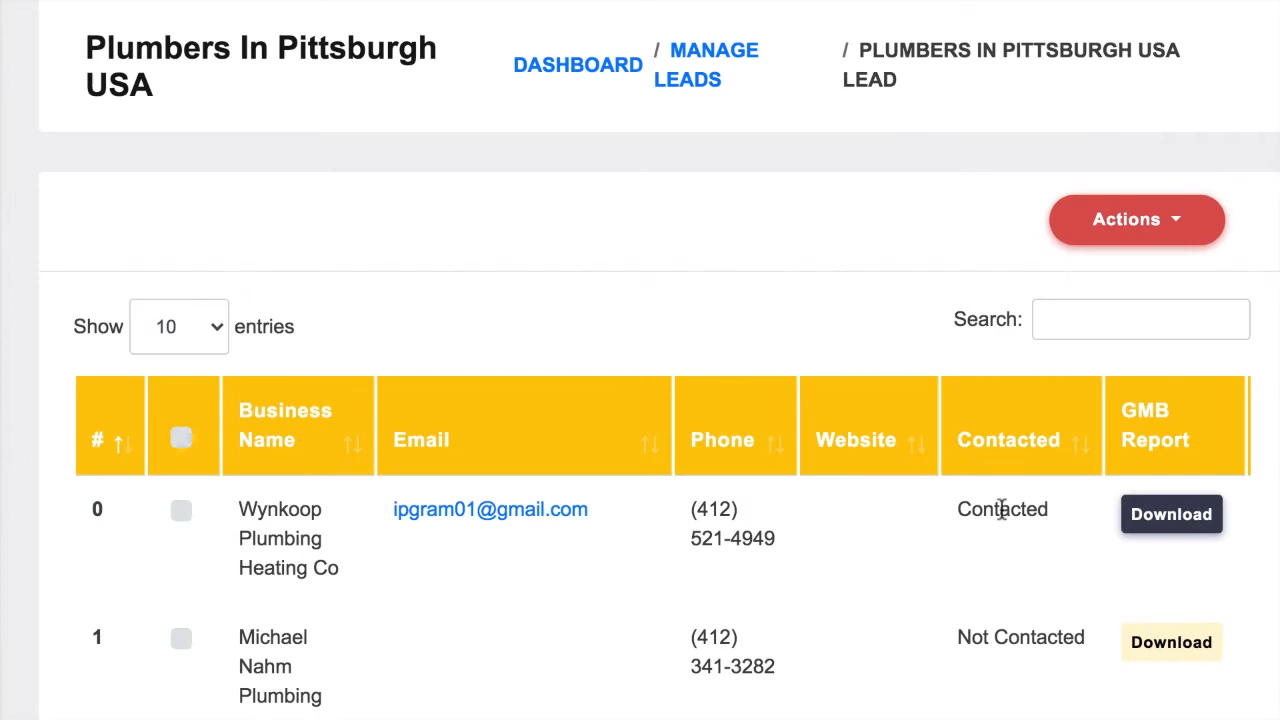 Plumbers In Pittsburgh
USA
DASHBOARD / MANAGE LEADS / PLUMBERS IN PITTSBURGH USA LEAD
Actions
Show 10 entries
Search:
# Business Name Email Phone Website Contacted GMB Report
0 Wynkoop Plumbing Heating Co ipgram01@gmail.com (412) 521-4949 Contacted Download
1 Michael Nahm Plumbing (412) 341-3282 Not Contacted Download